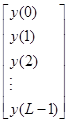 y(0)
y(1)
y(2)
⋮
y(L-1)